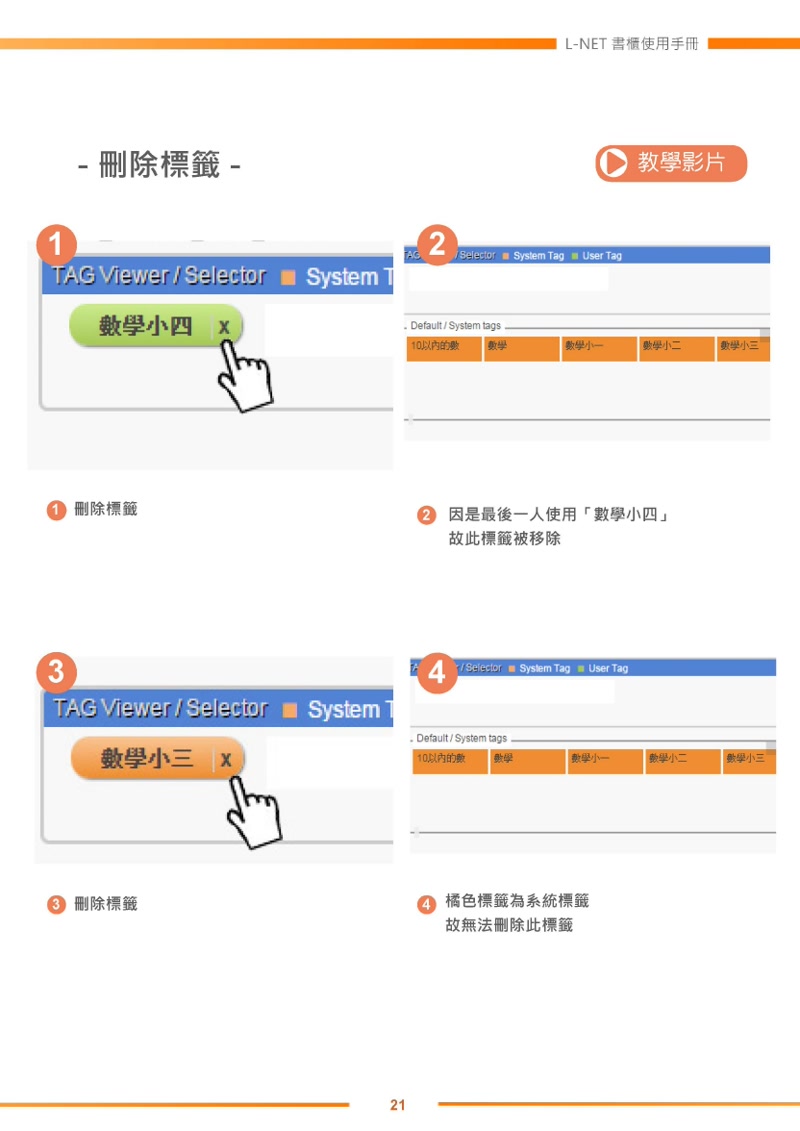 L-NET 書櫃使用手冊
- 刪除標籤 -
教學影片
1
TAG Viewer / Selector System T
數學小四 x
2
TAG / Selector System Tag User Tag
Default / System tags
10以內的數 數學 數學小一 數學小二 數學小三
1 刪除標籤
2 因是最後一人使用「數學小四」
故此標籤被移除
3
TAG Viewer / Selector System T
數學小三 x
4
/ Selector System Tag User Tag
Default / System tags
10以內的數 數學 數學小一 數學小二 數學小三
3 刪除標籤
4 橘色標籤為系統標籤
故無法刪除此標籤
21